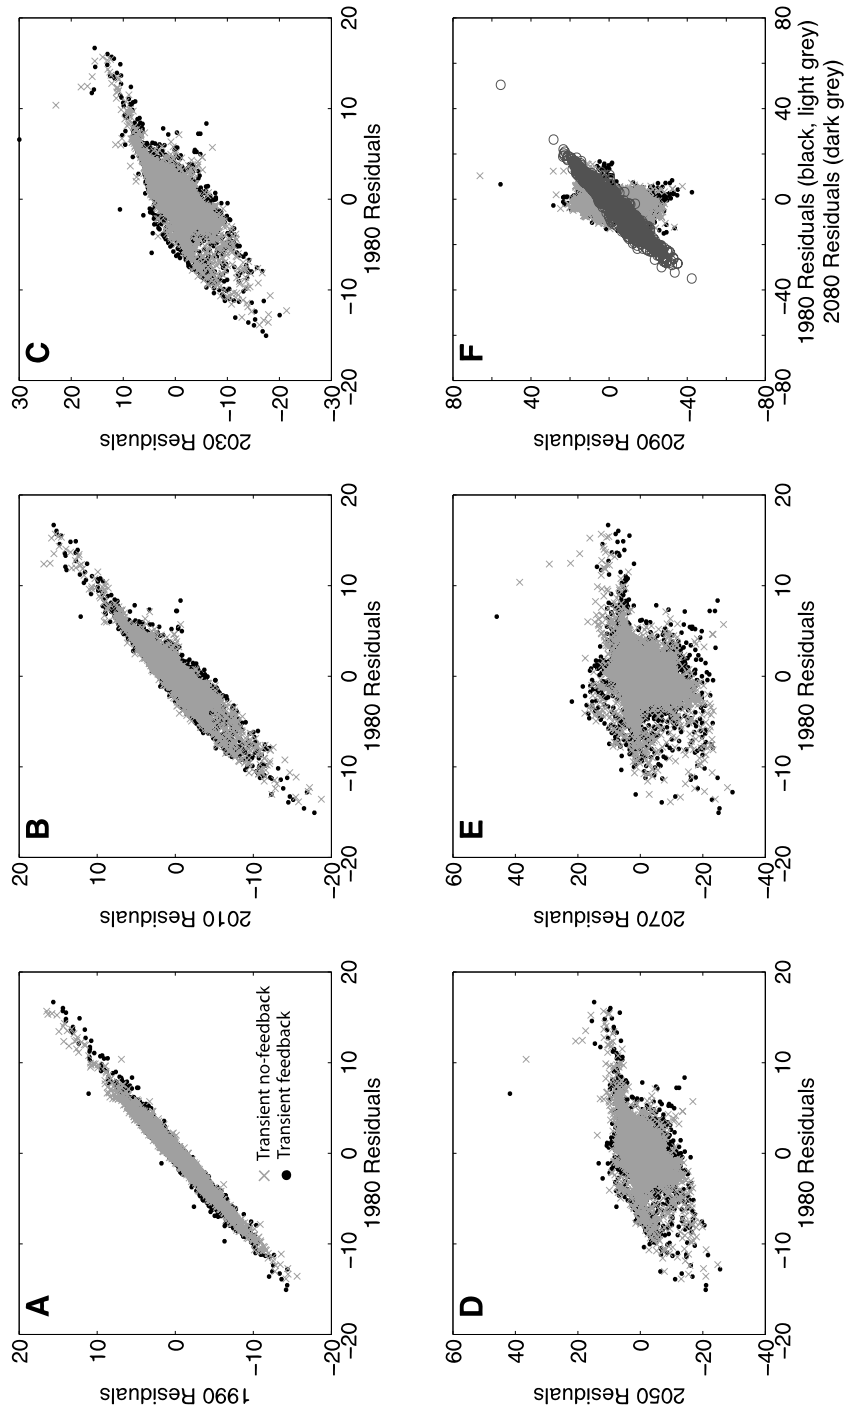 A
1990 Residuals
20
10
0
−10
−20
−20 −10 0 10 20
1980 Residuals
Transient no-feedback
Transient feedback
B
2010 Residuals
20
10
0
−10
−20
−20 −10 0 10 20
1980 Residuals
C
2030 Residuals
30
20
10
0
−10
−20
−30
−20 −10 0 10 20
1980 Residuals
D
2050 Residuals
60
40
20
0
−20
−40
−20 −10 0 10 20
1980 Residuals
E
2070 Residuals
60
40
20
0
−20
−40
−20 −10 0 10 20
1980 Residuals
F
2090 Residuals
80
40
0
−40
−80
−80 −40 0 40 80
1980 Residuals (black, light grey)
2080 Residuals (dark grey)